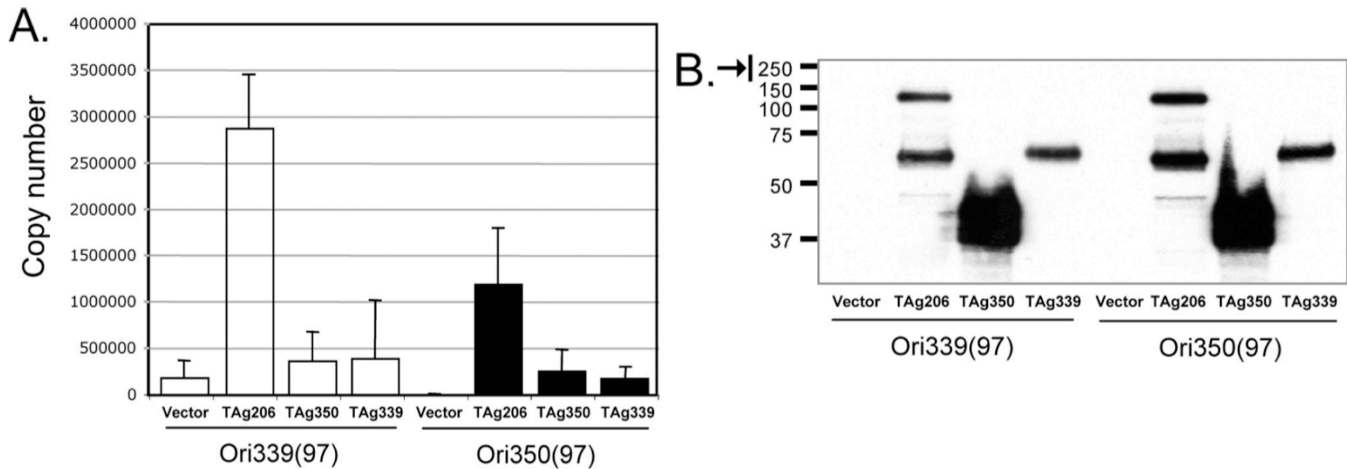 A.
Copy number
4000000
3500000
3000000
2500000
2000000
1500000
1000000
500000
0
Vector TAg206 TAg350 TAg339 Vector TAg206 TAg350 TAg339
Ori339(97) Ori350(97)
B.
250
150
100
75
50
37
Vector TAg206 TAg350 TAg339 Vector TAg206 TAg350 TAg339
Ori339(97) Ori350(97)